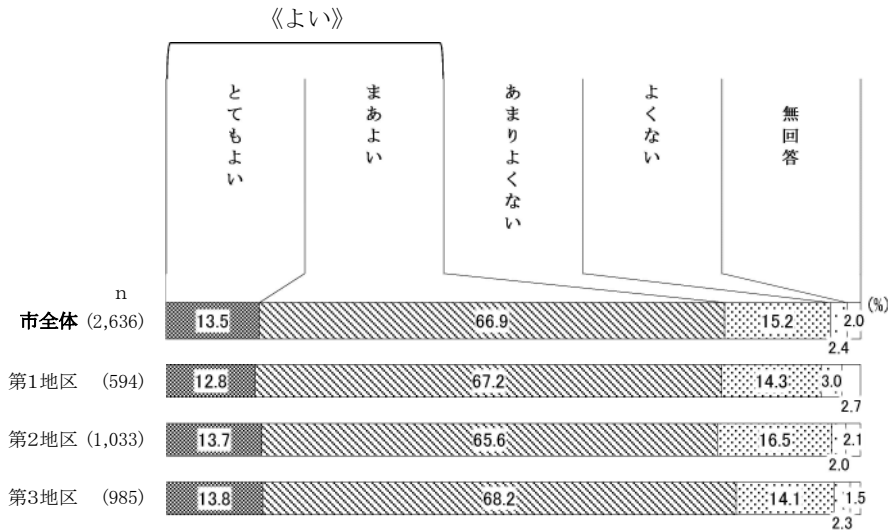 《よい》
とてもよい
まあよい
あまりよくない
よくない
無回答
n
(%)
市全体 (2,636) 13.5 66.9 15.2 2.4 2.0
第1地区 (594) 12.8 67.2 14.3 3.0 2.7
第2地区 (1,033) 13.7 65.6 16.5 2.0 2.1
第3地区 (985) 13.8 68.2 14.1 2.3 1.5